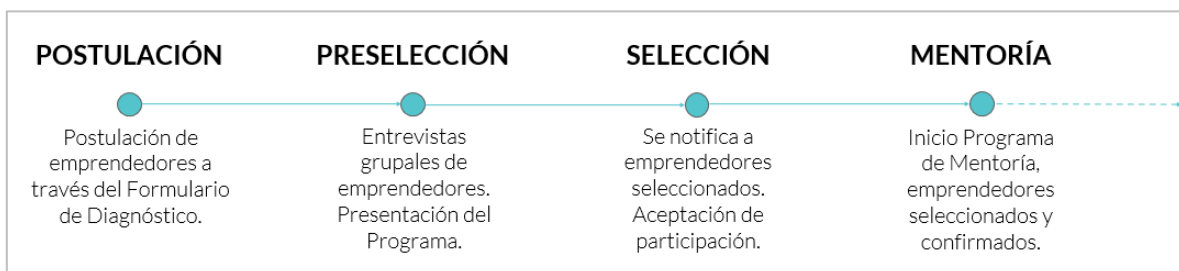 POSTULACIÓN
Postulación de
emprendedores a
través del Formulario
de Diagnóstico.
PRESELECCIÓN
Entrevistas
grupales de
emprendedores.
Presentación del
Programa.
SELECCIÓN
Se notifica a
emprendedores
seleccionados.
Aceptación de
participación.
MENTORÍA
Inicio Programa
de Mentoría,
emprendedores
seleccionados y
confirmados.